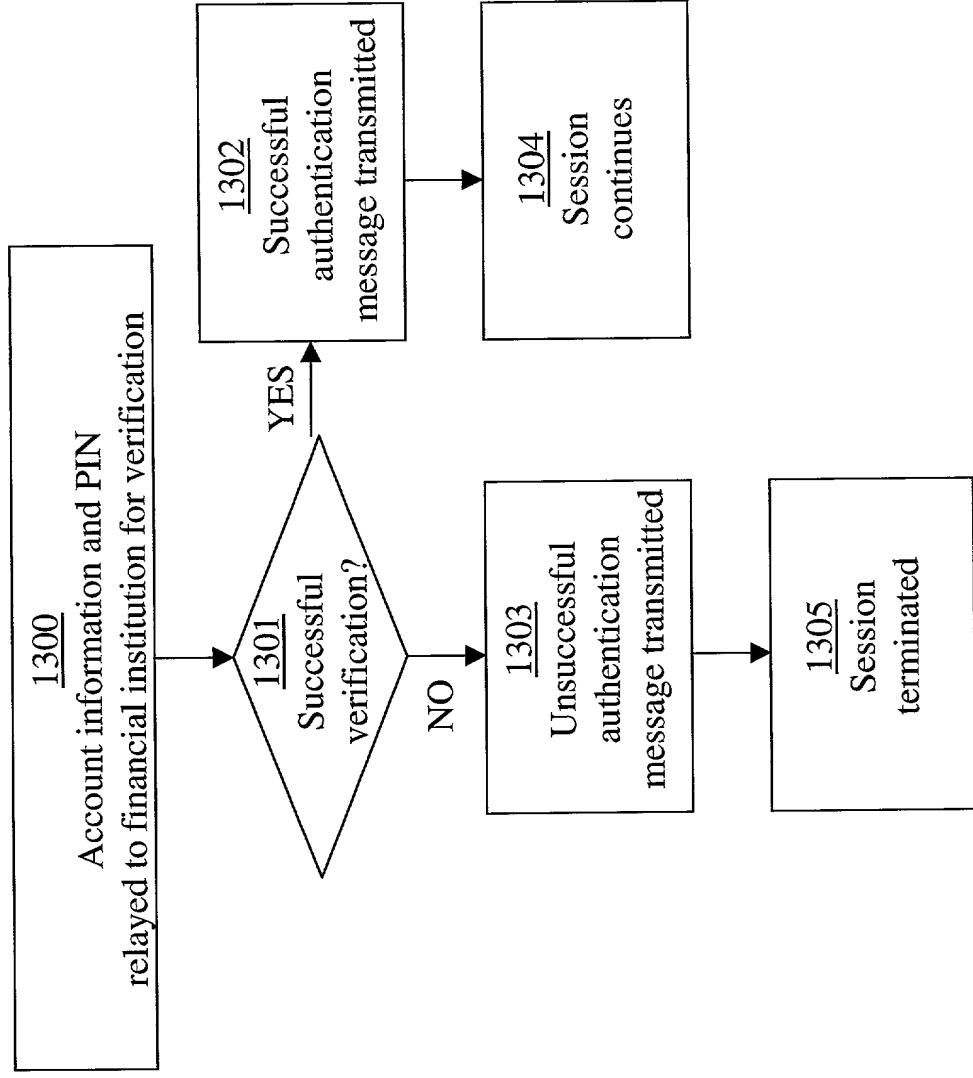 1300
Account information and PIN
relayed to financial institution for verification
1301
Successful
verification?
YES
1302
Successful
authentication
message transmitted
1304
Session
continues
NO
1303
Unsuccessful
authentication
message transmitted
1305
Session
terminated